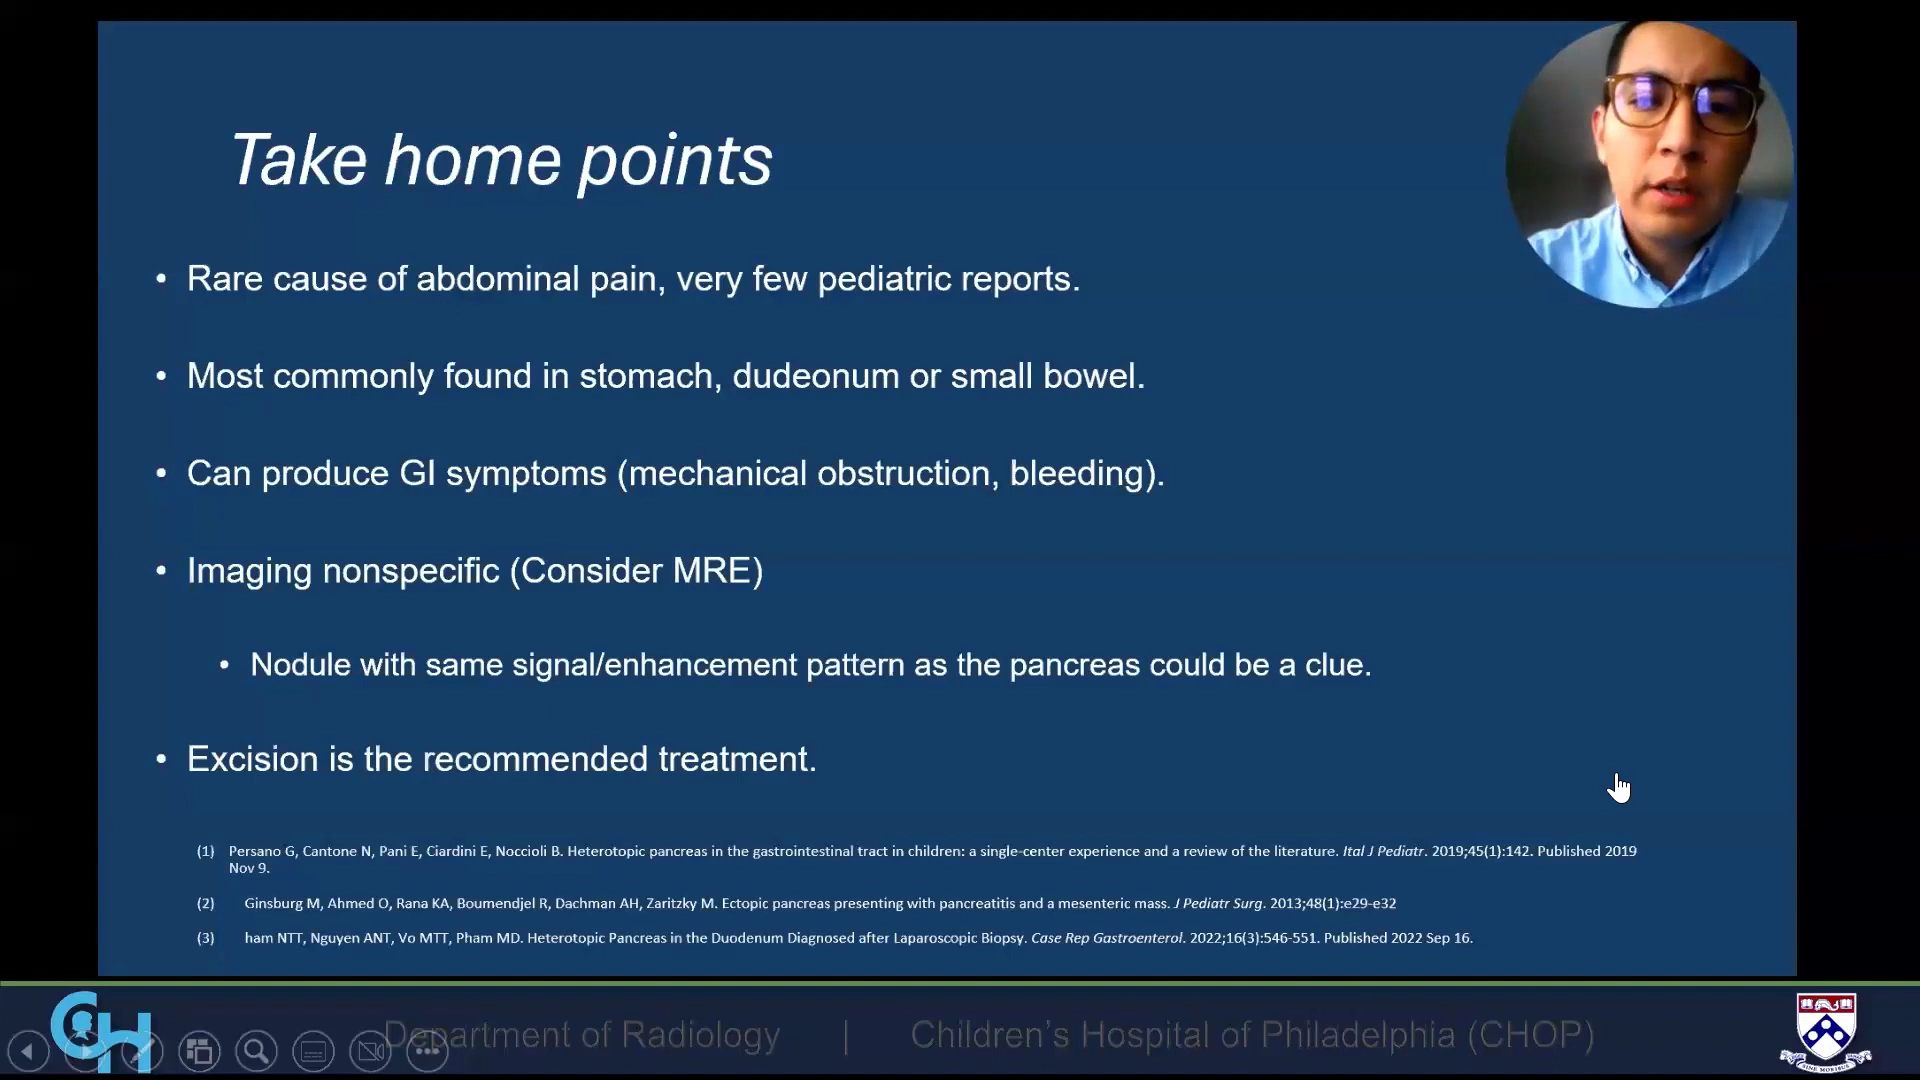 Take home points
• Rare cause of abdominal pain, very few pediatric reports.
• Most commonly found in stomach, dudeonum or small bowel.
• Can produce GI symptoms (mechanical obstruction, bleeding).
• Imaging nonspecific (Consider MRE)
• Nodule with same signal/enhancement pattern as the pancreas could be a clue.
• Excision is the recommended treatment.
(1) Persano G, Cantone N, Pani E, Ciardini E, Noccioli B. Heterotopic pancreas in the gastrointestinal tract in children: a single-center experience and a review of the literature. Ital J Pediatr. 2019;45(1):142. Published 2019
Nov 9.
(2) Ginsburg M, Ahmed O, Rana KA, Boumendjel R, Dachman AH, Zaritzky M. Ectopic pancreas presenting with pancreatitis and a mesenteric mass. J Pediatr Surg. 2013;48(1):e29-e32
(3) ham NTT, Nguyen ANT, Vo MTT, Pham MD. Heterotopic Pancreas in the Duodenum Diagnosed after Laparoscopic Biopsy. Case Rep Gastroenterol. 2022;16(3):546-551. Published 2022 Sep 16.
CH
Department of Radiology | Children's Hospital of Philadelphia (CHOP)